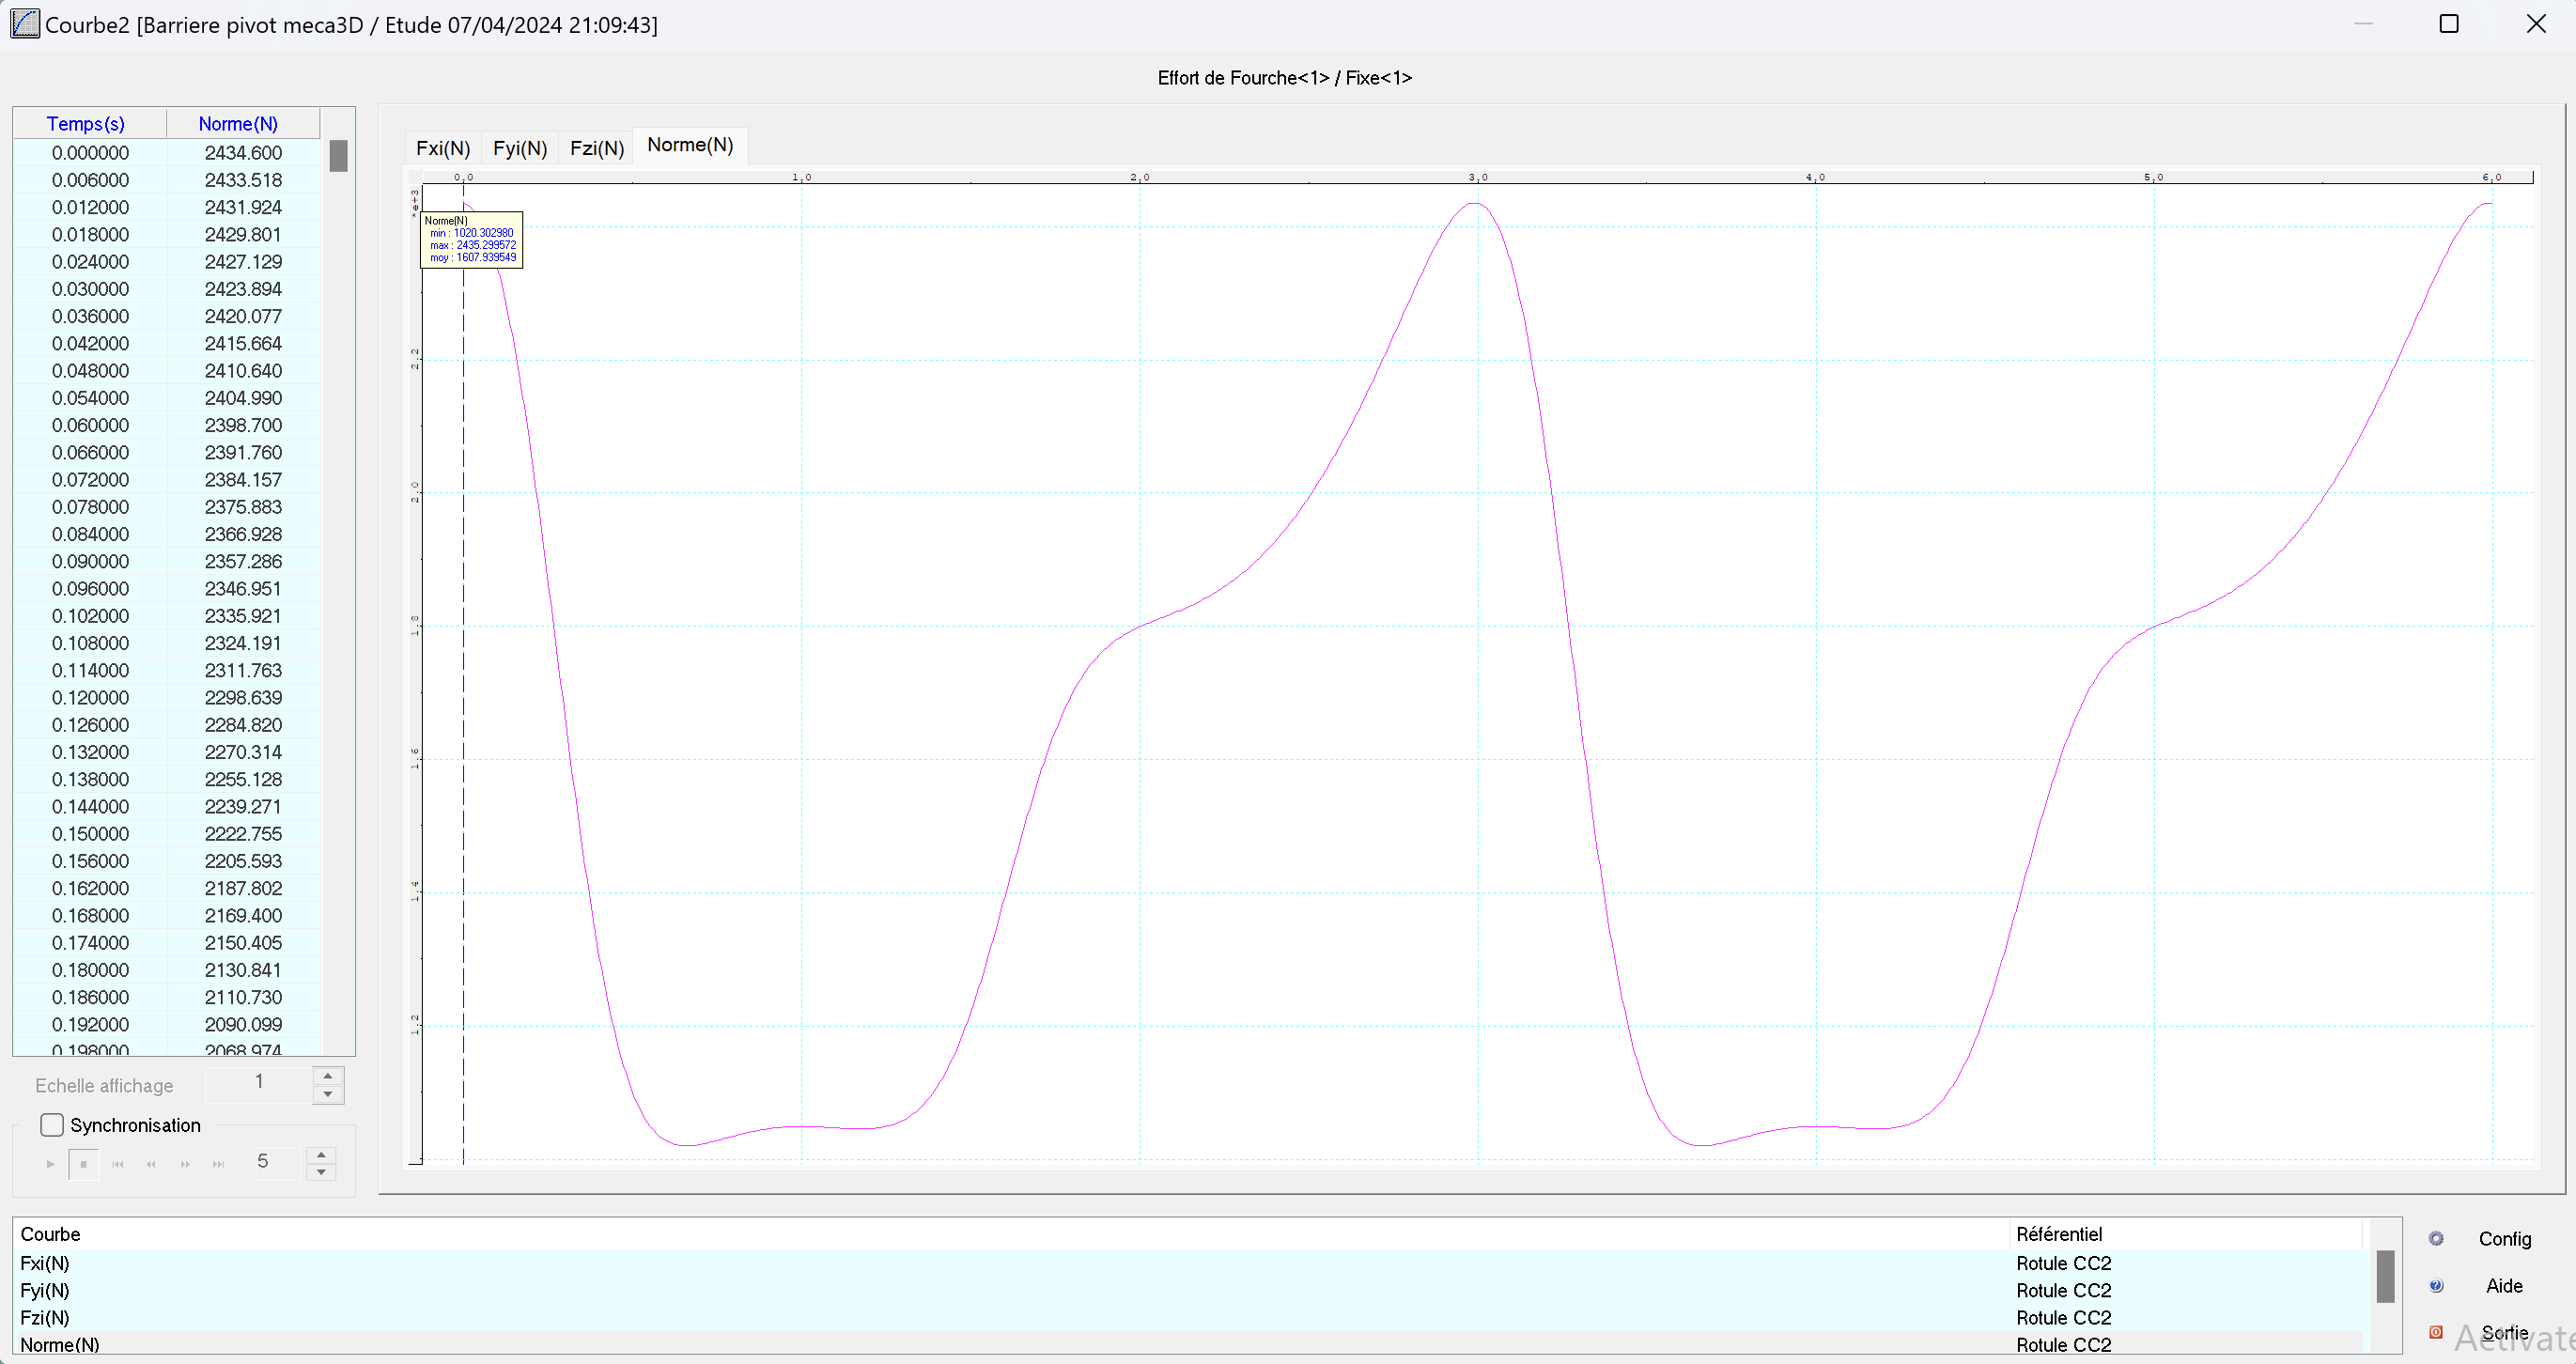 Courbe2 [Barriere pivot meca3D / Etude 07/04/2024 21:09:43]
Effort de Fourche<1> / Fixe<1>
Temps(s) Norme(N)
0.000000 2434.600
0.006000 2433.518
0.012000 2431.924
0.018000 2429.801
0.024000 2427.129
0.030000 2423.894
0.036000 2420.077
0.042000 2415.664
0.048000 2410.640
0.054000 2404.990
0.060000 2398.700
0.066000 2391.760
0.072000 2384.157
0.078000 2375.883
0.084000 2366.928
0.090000 2357.286
0.096000 2346.951
0.102000 2335.921
0.108000 2324.191
0.114000 2311.763
0.120000 2298.639
0.126000 2284.820
0.132000 2270.314
0.138000 2255.128
0.144000 2239.271
0.150000 2222.755
0.156000 2205.593
0.162000 2187.802
0.168000 2169.400
0.174000 2150.405
0.180000 2130.841
0.186000 2110.730
0.192000 2090.099
0.198000 2068.974
Echelle affichage 1
Synchronisation
5
Fxi(N) Fyi(N) Fzi(N) Norme(N)
0,0 1,0 2,0 3,0 4,0 5,0 6,0
*e+3
Norme(N)
min : 1020.302980
max : 2435.299572
moy : 1607.939549
2,2
2,0
1,8
1,6
1,4
1,2
Courbe Référentiel
Fxi(N) Rotule CC2
Fyi(N) Rotule CC2
Fzi(N) Rotule CC2
Norme(N) Rotule CC2
Config
Aide
Sortie
Activate